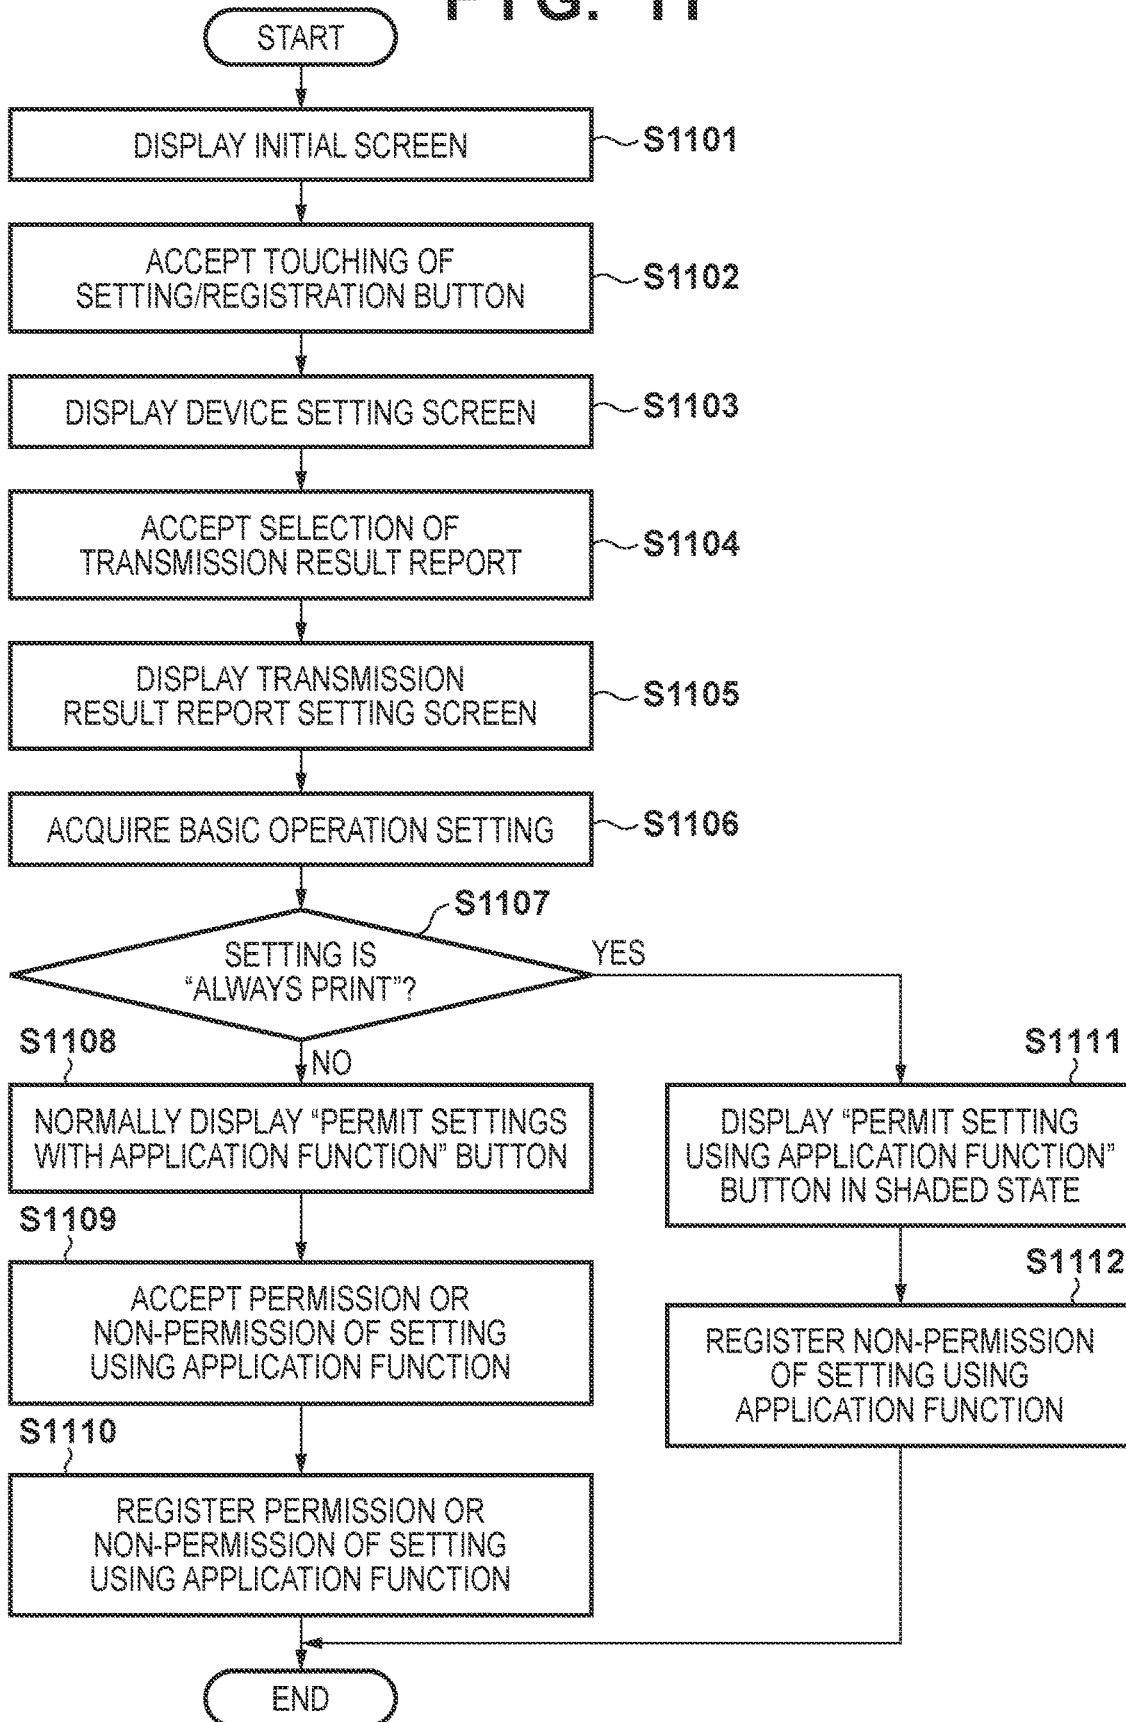 FIG. 11
START
DISPLAY INITIAL SCREEN
S1101
ACCEPT TOUCHING OF
SETTING/REGISTRATION BUTTON
S1102
DISPLAY DEVICE SETTING SCREEN
S1103
ACCEPT SELECTION OF
TRANSMISSION RESULT REPORT
S1104
DISPLAY TRANSMISSION
RESULT REPORT SETTING SCREEN
S1105
ACQUIRE BASIC OPERATION SETTING
S1106
S1107
SETTING IS
“ALWAYS PRINT”?
YES
NO
S1108
NORMALLY DISPLAY “PERMIT SETTINGS
WITH APPLICATION FUNCTION” BUTTON
S1109
ACCEPT PERMISSION OR
NON-PERMISSION OF SETTING
USING APPLICATION FUNCTION
S1110
REGISTER PERMISSION OR
NON-PERMISSION OF SETTING
USING APPLICATION FUNCTION
S1111
DISPLAY “PERMIT SETTING
USING APPLICATION FUNCTION”
BUTTON IN SHADED STATE
S1112
REGISTER NON-PERMISSION
OF SETTING USING
APPLICATION FUNCTION
END